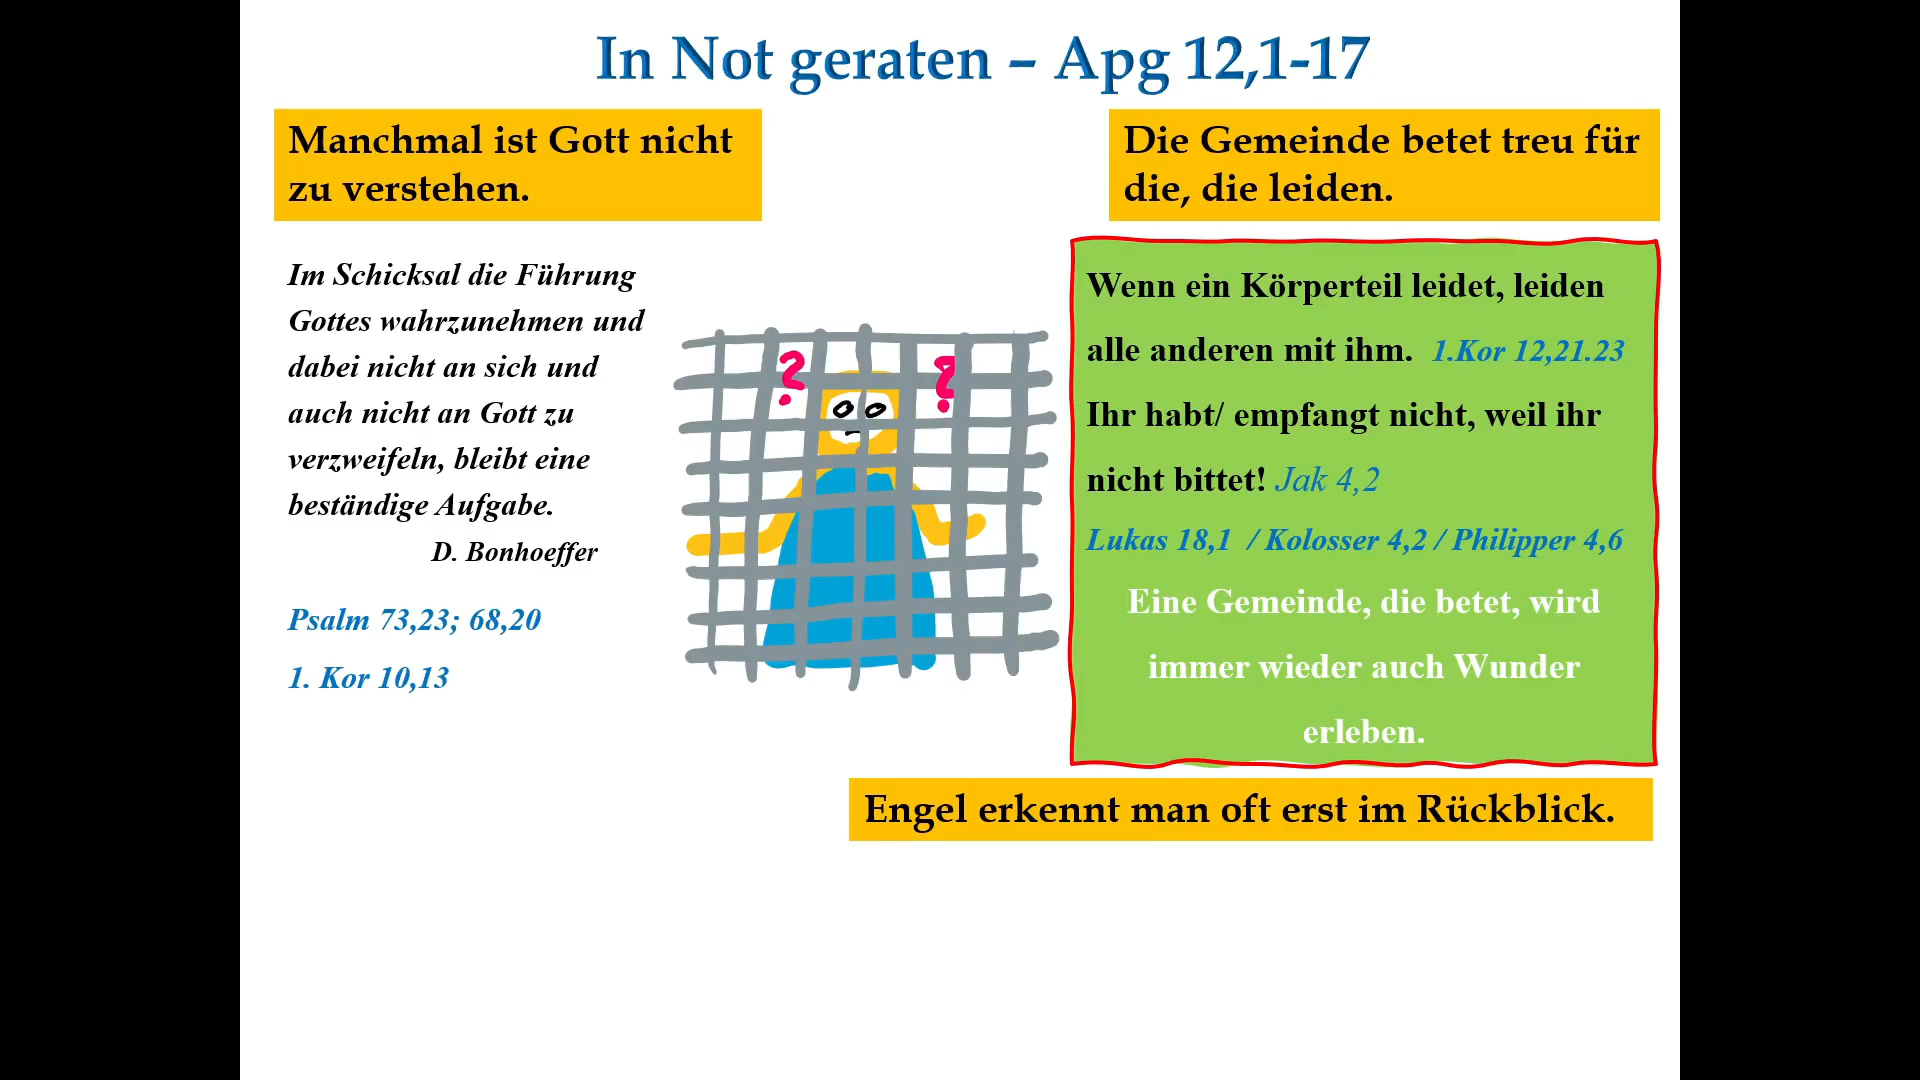 In Not geraten – Apg 12,1-17
Manchmal ist Gott nicht
zu verstehen.
Im Schicksal die Führung
Gottes wahrzunehmen und
dabei nicht an sich und
auch nicht an Gott zu
verzweifeln, bleibt eine
beständige Aufgabe.
D. Bonhoeffer
Psalm 73,23; 68,20
1. Kor 10,13
? ?
Die Gemeinde betet treu für
die, die leiden.
Wenn ein Körperteil leidet, leiden
alle anderen mit ihm. 1.Kor 12,21.23
Ihr habt/ empfangt nicht, weil ihr
nicht bittet! Jak 4,2
Lukas 18,1 / Kolosser 4,2 / Philipper 4,6
Eine Gemeinde, die betet, wird
immer wieder auch Wunder
erleben.
Engel erkennt man oft erst im Rückblick.